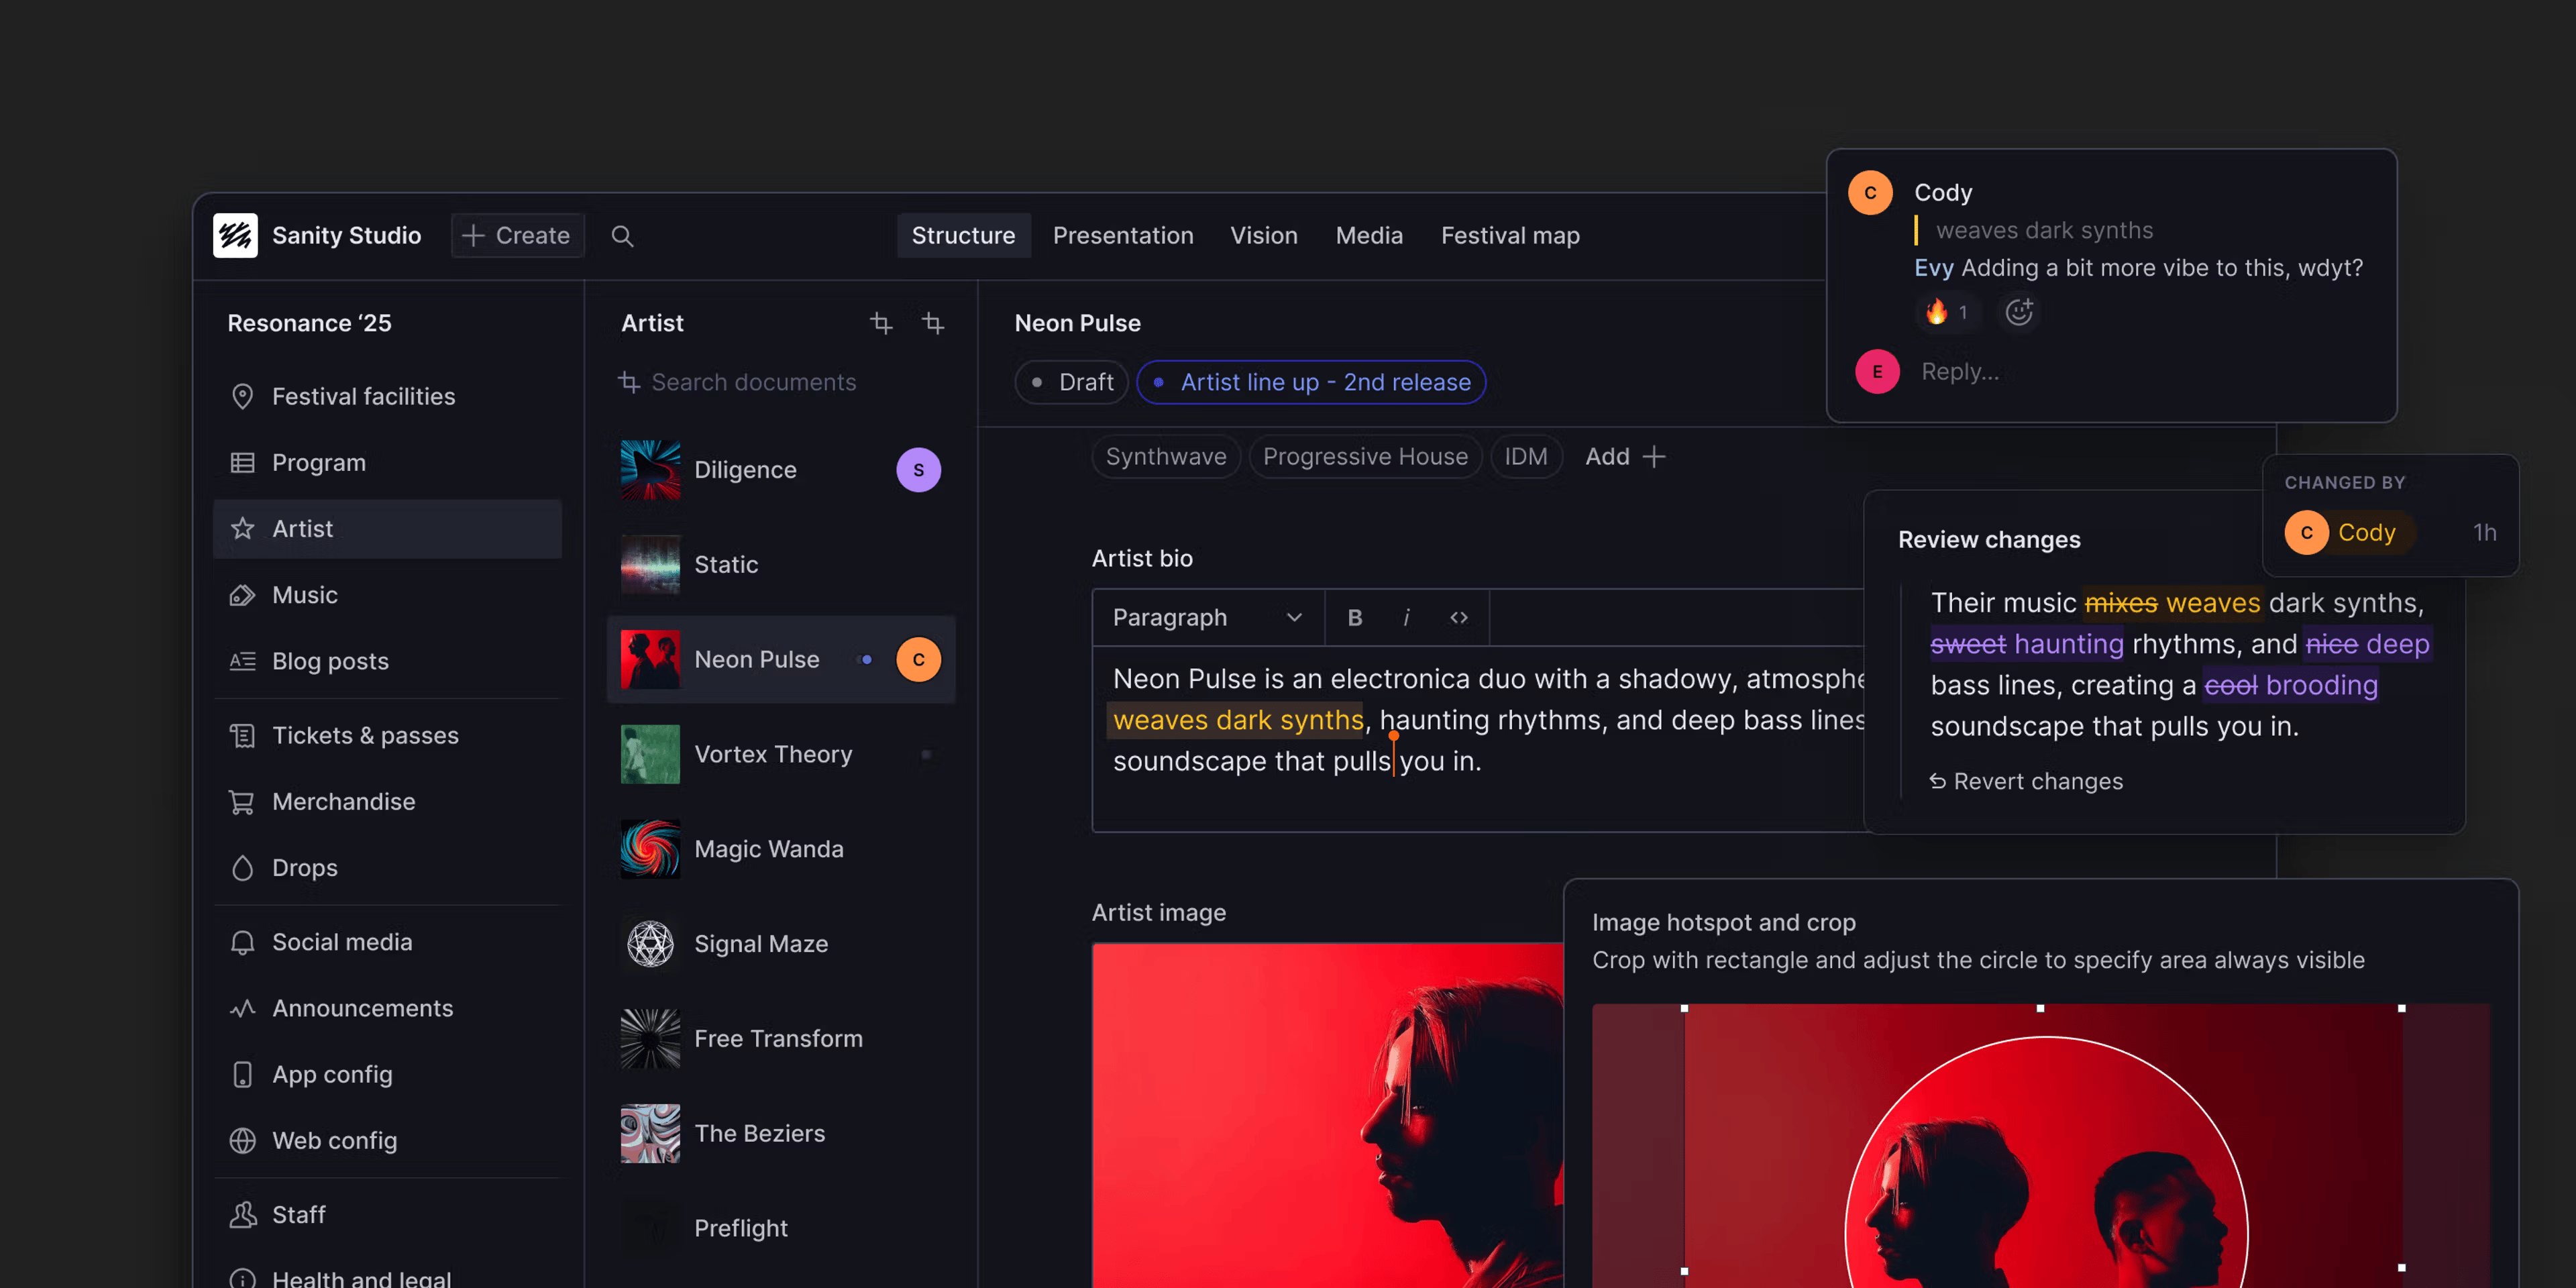 Sanity Studio
Create
Structure
Presentation
Vision
Media
Festival map
Resonance ‘25
Festival facilities
Program
Artist
Music
Blog posts
Tickets & passes
Merchandise
Drops
Social media
Announcements
App config
Web config
Staff
Health and legal
Artist
Search documents
Diligence
S
Static
Neon Pulse
C
Vortex Theory
Magic Wanda
Signal Maze
Free Transform
The Beziers
Preflight
Neon Pulse
Draft
Artist line up - 2nd release
Synthwave
Progressive House
IDM
Add
Artist bio
Paragraph
B
i
<>
Neon Pulse is an electronica duo with a shadowy, atmosphe
weaves dark synths, haunting rhythms, and deep bass lines
soundscape that pulls you in.
Artist image
C
Cody
weaves dark synths
Evy Adding a bit more vibe to this, wdyt?
🔥 1
E
Reply...
CHANGED BY
C
Cody
1h
Review changes
Their music mixes weaves dark synths,
sweet haunting rhythms, and nice deep
bass lines, creating a cool brooding
soundscape that pulls you in.
Revert changes
Image hotspot and crop
Crop with rectangle and adjust the circle to specify area always visible